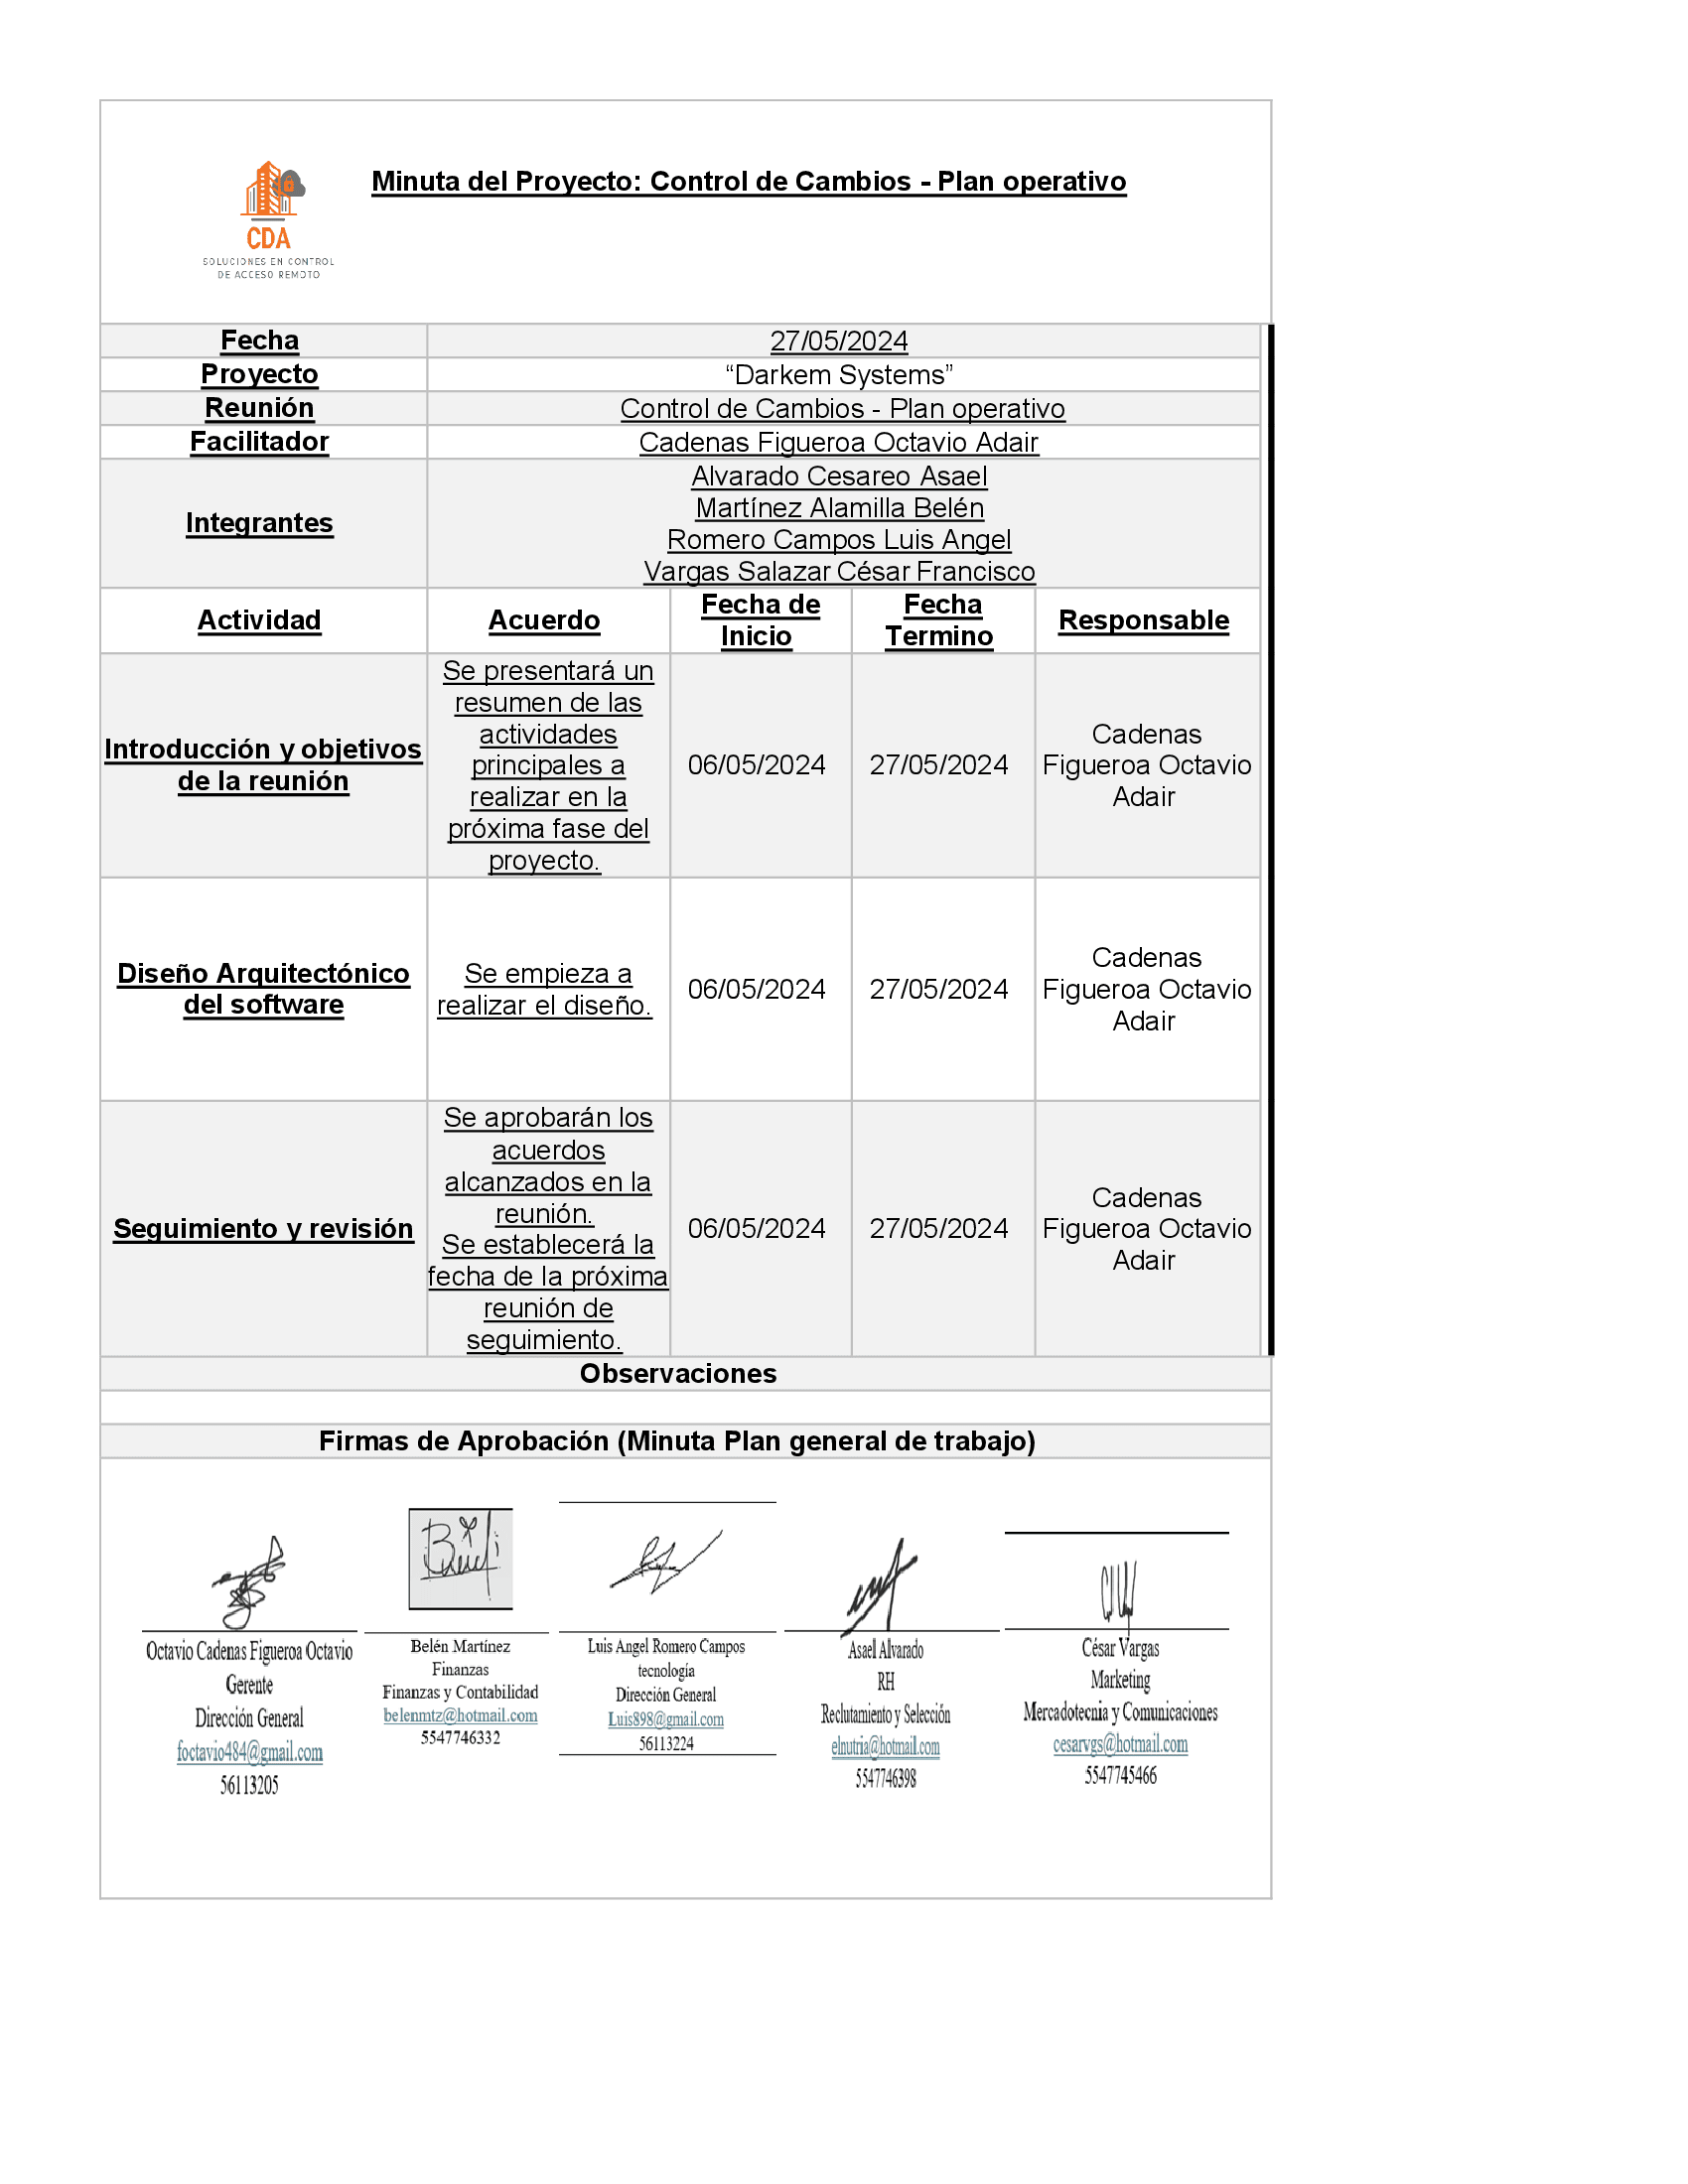 Minuta del Proyecto: Control de Cambios - Plan operativo
CDA
SOLUCIONES EN CONTROL
DE ACCESO REMOTO
Fecha
27/05/2024
Proyecto
“Darkem Systems”
Reunión
Control de Cambios - Plan operativo
Facilitador
Cadenas Figueroa Octavio Adair
Integrantes
Alvarado Cesareo Asael
Martínez Alamilla Belén
Romero Campos Luis Angel
Vargas Salazar César Francisco
Actividad
Acuerdo
Fecha de
Inicio
Fecha
Termino
Responsable
Introducción y objetivos
de la reunión
Se presentará un
resumen de las
actividades
principales a
realizar en la
próxima fase del
proyecto.
06/05/2024
27/05/2024
Cadenas
Figueroa Octavio
Adair
Diseño Arquitectónico
del software
Se empieza a
realizar el diseño.
06/05/2024
27/05/2024
Cadenas
Figueroa Octavio
Adair
Seguimiento y revisión
Se aprobarán los
acuerdos
alcanzados en la
reunión.
Se establecerá la
fecha de la próxima
reunión de
seguimiento.
06/05/2024
27/05/2024
Cadenas
Figueroa Octavio
Adair
Observaciones
Firmas de Aprobación (Minuta Plan general de trabajo)
Octavio Cadenas Figueroa Octavio
Gerente
Dirección General
foctavio484@gmail.com
56113205
Belén Martínez
Finanzas
Finanzas y Contabilidad
belenmtz@hotmail.com
5547746332
Luis Angel Romero Campos
tecnología
Dirección General
Luis898@gmail.com
56113224
Asael Alvarado
RH
Reclutamiento y Selección
elnutria@hotmail.com
5547746398
César Vargas
Marketing
Mercadotecnia y Comunicaciones
cesarvgs@hotmail.com
5547745466